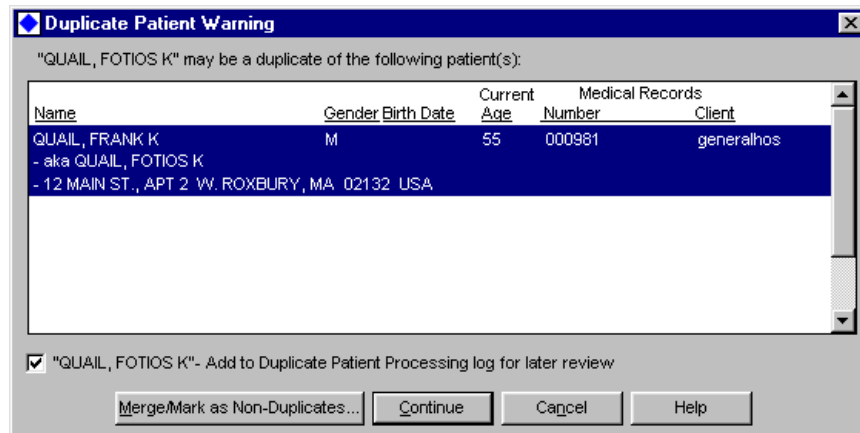 Duplicate Patient Warning
"QUAIL, FOTIOS K" may be a duplicate of the following patient(s):
Current Medical Records
Name Gender Birth Date Age Number Client
QUAIL, FRANK K M 55 000981 generalhos
- aka QUAIL, FOTIOS K
- 12 MAIN ST., APT 2 W. ROXBURY, MA 02132 USA
"QUAIL, FOTIOS K"- Add to Duplicate Patient Processing log for later review
Merge/Mark as Non-Duplicates... Continue Cancel Help